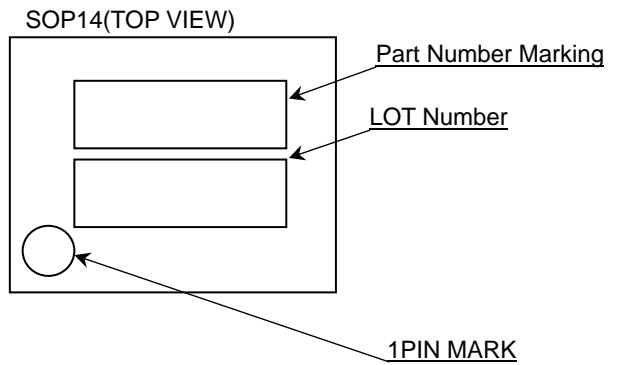 SOP14(TOP VIEW)
Part Number Marking
LOT Number
1PIN MARK